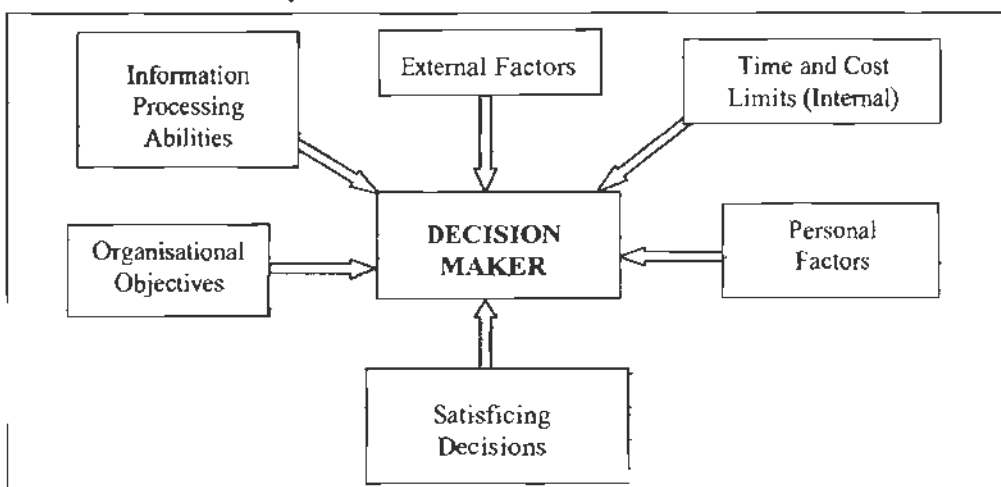 Information
Processing
Abilities
External Factors
Time and Cost
Limits (Internal)
Organisational
Objectives
DECISION
MAKER
Personal
Factors
Satisficing
Decisions